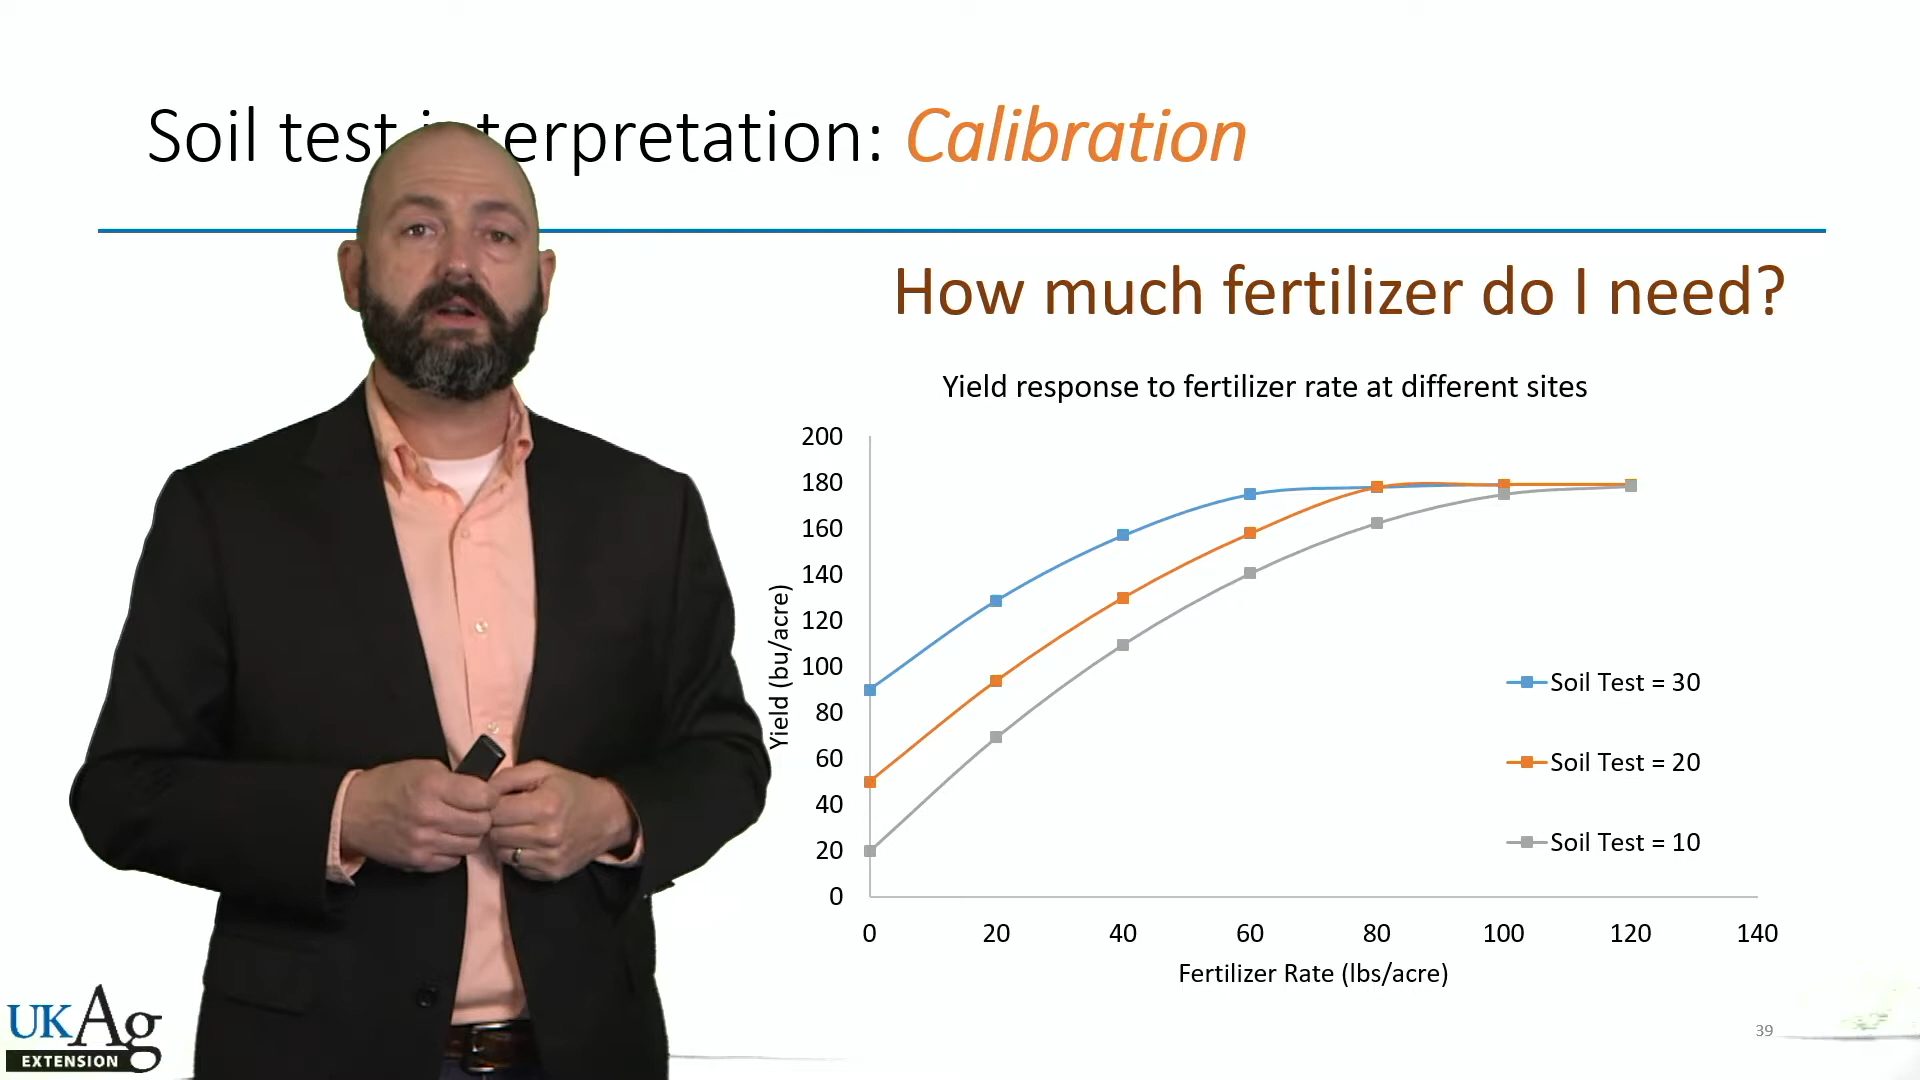 Soil test interpretation: Calibration
How much fertilizer do I need?
Yield response to fertilizer rate at different sites
200
180
160
140
120
100
80
60
40
20
0
Yield (bu/acre)
0 20 40 60 80 100 120 140
Fertilizer Rate (lbs/acre)
Soil Test = 30
Soil Test = 20
Soil Test = 10
UKAg
EXTENSION
39